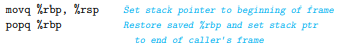 movq %rbp, %rsp Set stack pointer to beginning of frame
popq %rbp Restore saved %rbp and set stack ptr
to end of caller's frame